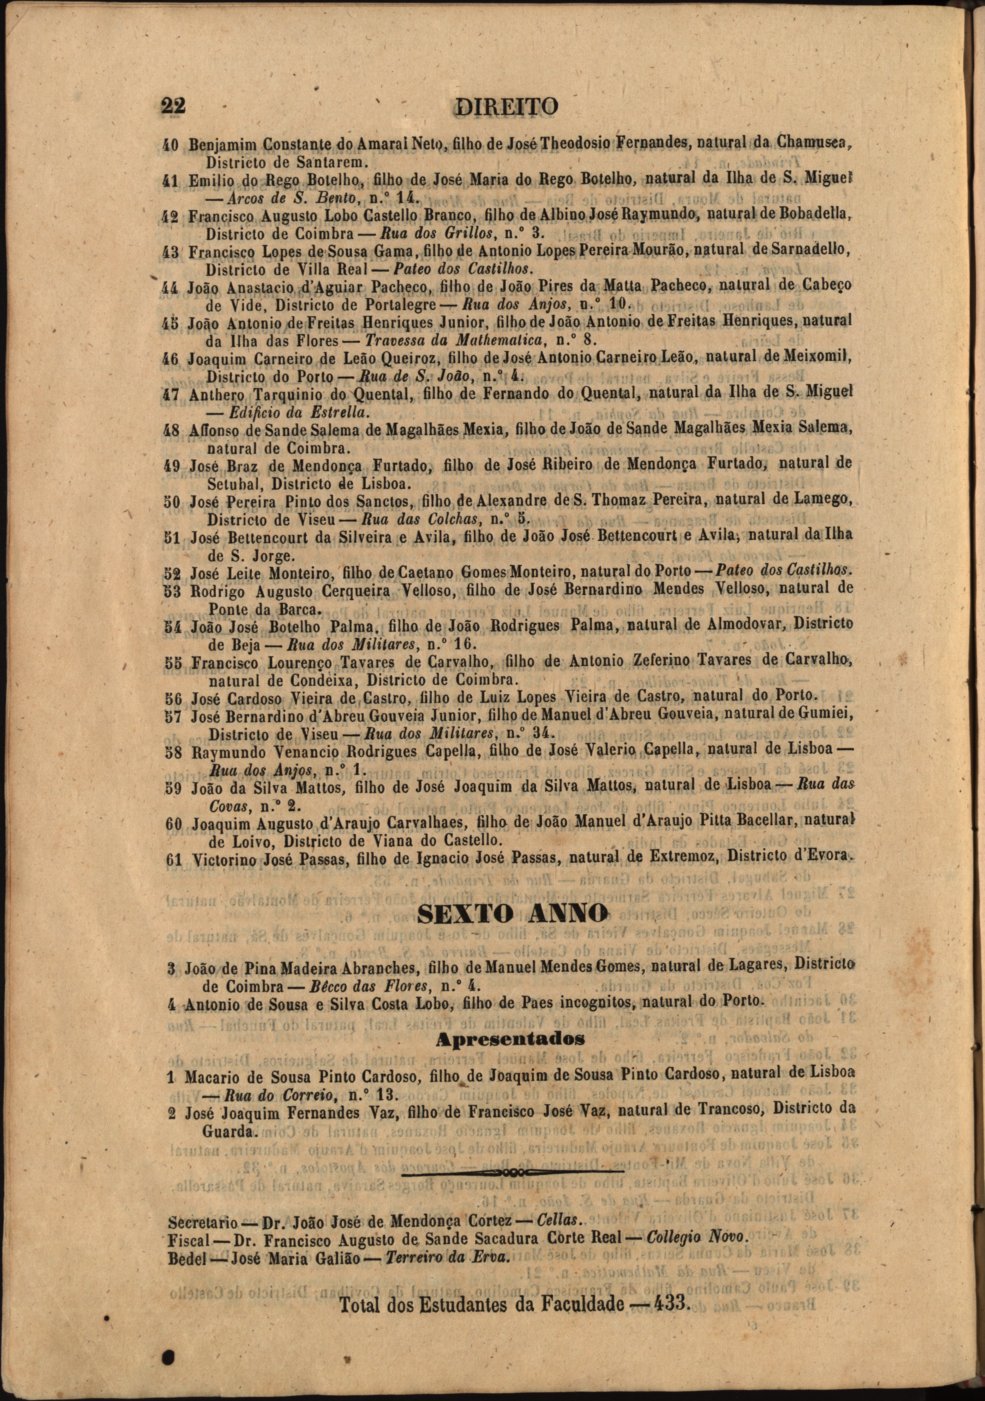 22
DIREITO
40 Benjamim Constante do Amaral Neto, filho de José Theodosio Fernandes, natural da Chamusca,
Districto de Santarem.
41 Emilio do Rego Botelho, filho de José Maria do Rego Botelho, natural da Ilha de S. Miguel
— Arcos de S. Bento, n.º 14.
42 Francisco Augusto Lobo Castello Branco, filho de Albino José Raymundo, natural de Bobadella,
Districto de Coimbra — Rua dos Grillos, n.º 3.
43 Francisco Lopes de Sousa Gama, filho de Antonio Lopes Pereira Mourão, natural de Sarnadello,
Districto de Villa Real — Pateo dos Castilhos.
44 João Anastacio d'Aguiar Pacheco, filho de João Pires da Matta Pacheco, natural de Cabeço
de Vide, Districto de Portalegre — Rua dos Anjos, n.º 10.
45 João Antonio de Freitas Henriques Junior, filho de João Antonio de Freitas Henriques, natural
da Ilha das Flores — Travessa da Mathematica, n.º 8.
46 Joaquim Carneiro de Leão Queiroz, filho de José Antonio Carneiro Leão, natural de Meixomil,
Districto do Porto — Rua de S. João, n.º 4.
47 Anthero Tarquinio do Quental, filho de Fernando do Quental, natural da Ilha de S. Miguel
— Edificio da Estrella.
48 Affonso de Sande Salema de Magalhães Mexia, filho de João de Sande Magalhães Mexia Salema,
natural de Coimbra.
49 José Braz de Mendonça Furtado, filho de José Ribeiro de Mendonça Furtado, natural de
Setubal, Districto de Lisboa.
50 José Pereira Pinto dos Sanctos, filho de Alexandre de S. Thomaz Pereira, natural de Lamego,
Districto de Viseu — Rua das Colchas, n.º 5.
51 José Bettencourt da Silveira e Avila, filho de João José Bettencourt e Avila, natural da Ilha
de S. Jorge.
52 José Leite Monteiro, filho de Caetano Gomes Monteiro, natural do Porto — Pateo dos Castilhos.
53 Rodrigo Augusto Cerqueira Velloso, filho de José Bernardino Mendes Velloso, natural de
Ponte da Barca.
54 João José Botelho Palma, filho de João Rodrigues Palma, natural de Almodovar, Districto
de Beja — Rua dos Militares, n.º 16.
55 Francisco Lourenço Tavares de Carvalho, filho de Antonio Zeferino Tavares de Carvalho,
natural de Condeixa, Districto de Coimbra.
56 José Cardoso Vieira de Castro, filho de Luiz Lopes Vieira de Castro, natural do Porto.
57 José Bernardino d'Abreu Gouveia Junior, filho de Manuel d'Abreu Gouveia, natural de Gumiei,
Districto de Viseu — Rua dos Militares, n.º 34.
58 Raymundo Venancio Rodrigues Capella, filho de José Valerio Capella, natural de Lisboa —
Rua dos Anjos, n.º 1.
59 João da Silva Mattos, filho de José Joaquim da Silva Mattos, natural de Lisboa — Rua das
Covas, n.º 2.
60 Joaquim Augusto d'Araujo Carvalhaes, filho de João Manuel d'Araujo Pitta Bacellar, natural
de Loivo, Districto de Viana do Castello.
61 Victorino José Passas, filho de Ignacio José Passas, natural de Extremoz, Districto d'Evora.
SEXTO ANNO
3 João de Pina Madeira Abranches, filho de Manuel Mendes Gomes, natural de Lagares, Districto
de Coimbra — Bêcco das Flores, n.º 4.
4 Antonio de Sousa e Silva Costa Lobo, filho de Paes incognitos, natural do Porto.
Apresentados
1 Macario de Sousa Pinto Cardoso, filho de Joaquim de Sousa Pinto Cardoso, natural de Lisboa
— Rua do Correio, n.º 13.
2 José Joaquim Fernandes Vaz, filho de Francisco José Vaz, natural de Trancoso, Districto da
Guarda.
Secretario — Dr. João José de Mendonça Cortez — Cellas.
Fiscal — Dr. Francisco Augusto de Sande Sacadura Côrte Real — Collegio Novo.
Bedel — José Maria Galião — Terreiro da Erva.
Total dos Estudantes da Faculdade — 433.